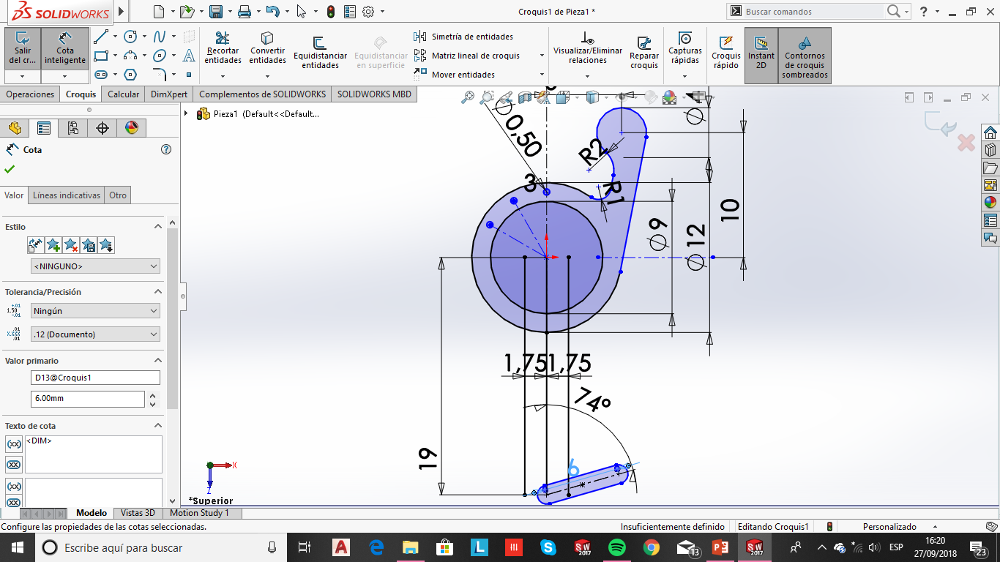 SOLIDWORKS
Croquis1 de Pieza1 *
Buscar comandos
Salir del cr...
Cota inteligente
Recortar entidades
Convertir entidades
Equidistanciar entidades
Equidistanciar en superficie
Simetría de entidades
Matriz lineal de croquis
Mover entidades
Visualizar/Eliminar relaciones
Reparar croquis
Capturas rápidas
Croquis rápido
Instant 2D
Contornos de croquis sombreados
Operaciones Croquis Calcular DimXpert Complementos de SOLIDWORKS SOLIDWORKS MBD
Pieza1 (Default<<Default...
Cota
Valor Líneas indicativas Otro
Estilo
<NINGUNO>
Tolerancia/Precisión
Ningún
.12 (Documento)
Valor primario
D13@Croquis1
6.00mm
Texto de cota
<DIM>
Ø 0,50
R2
3
R1
Ø 9
Ø 12
10
1,75
1,75
74°
19
6
X
Z
*Superior
Modelo Vistas 3D Motion Study 1
Configure las propiedades de las cotas seleccionadas.
Insuficientemente definido
Editando Croquis1
Personalizado
Escribe aquí para buscar
13
ESP
16:20
27/09/2018
23